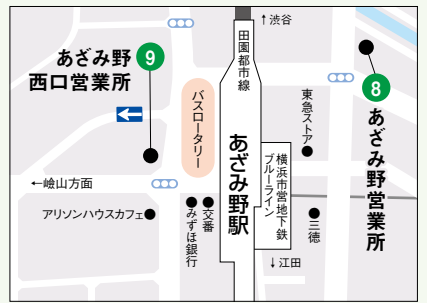 あざみ野
西口営業所
9
↑渋谷
田園都市線
8
あざみ野営業所
バスロータリー
東急ストア
あざみ野駅
横浜市営地下鉄
ブルーライン
←嶮山方面
アリソンハウスカフェ
みずほ銀行
交番
三徳
↓江田